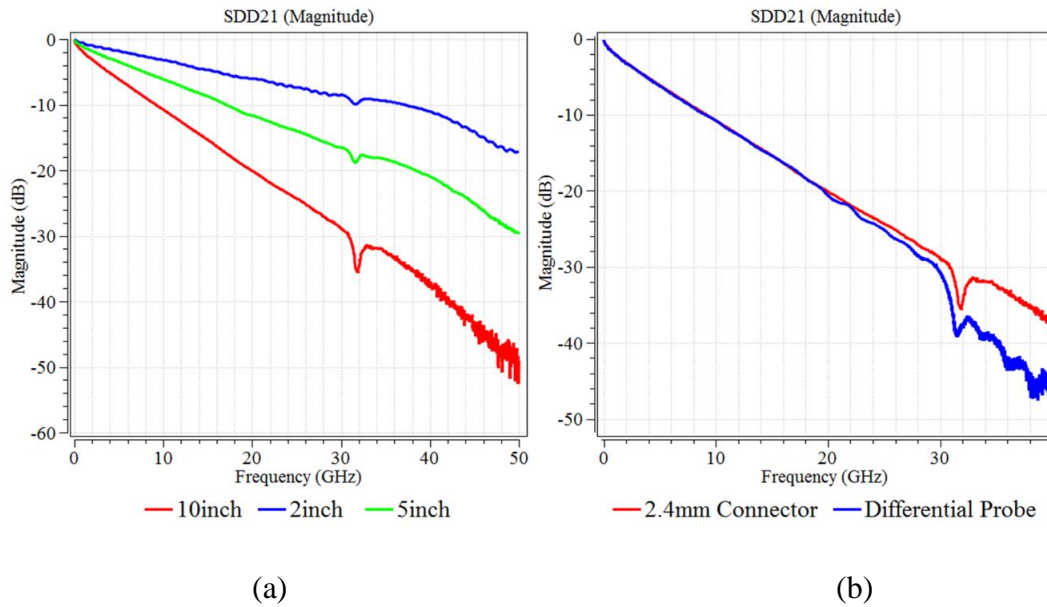 SDD21 (Magnitude)
0
-10
-20
-30
-40
-50
-60
Magnitude (dB)
0 10 20 30 40 50
Frequency (GHz)
10inch 2inch 5inch
(a)
SDD21 (Magnitude)
0
-10
-20
-30
-40
-50
Magnitude (dB)
0 10 20 30
Frequency (GHz)
2.4mm Connector Differential Probe
(b)